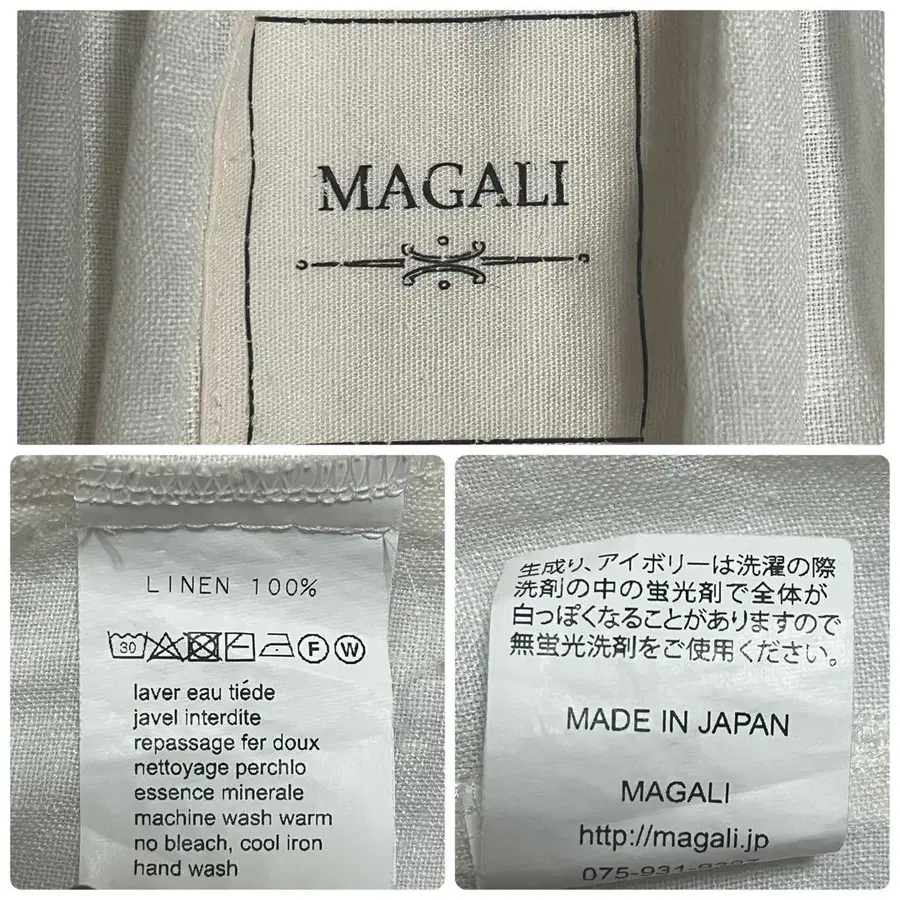 MAGALI
LINEN 100%
30 F W
laver eau tiéde
javel interdite
repassage fer doux
nettoyage perchlo
essence minerale
machine wash warm
no bleach, cool iron
hand wash
生成り、アイボリーは洗濯の際
洗剤の中の蛍光剤で全体が
白っぽくなることがありますので
無蛍光洗剤をご使用ください。
MADE IN JAPAN
MAGALI
http://magali.jp
075-931-